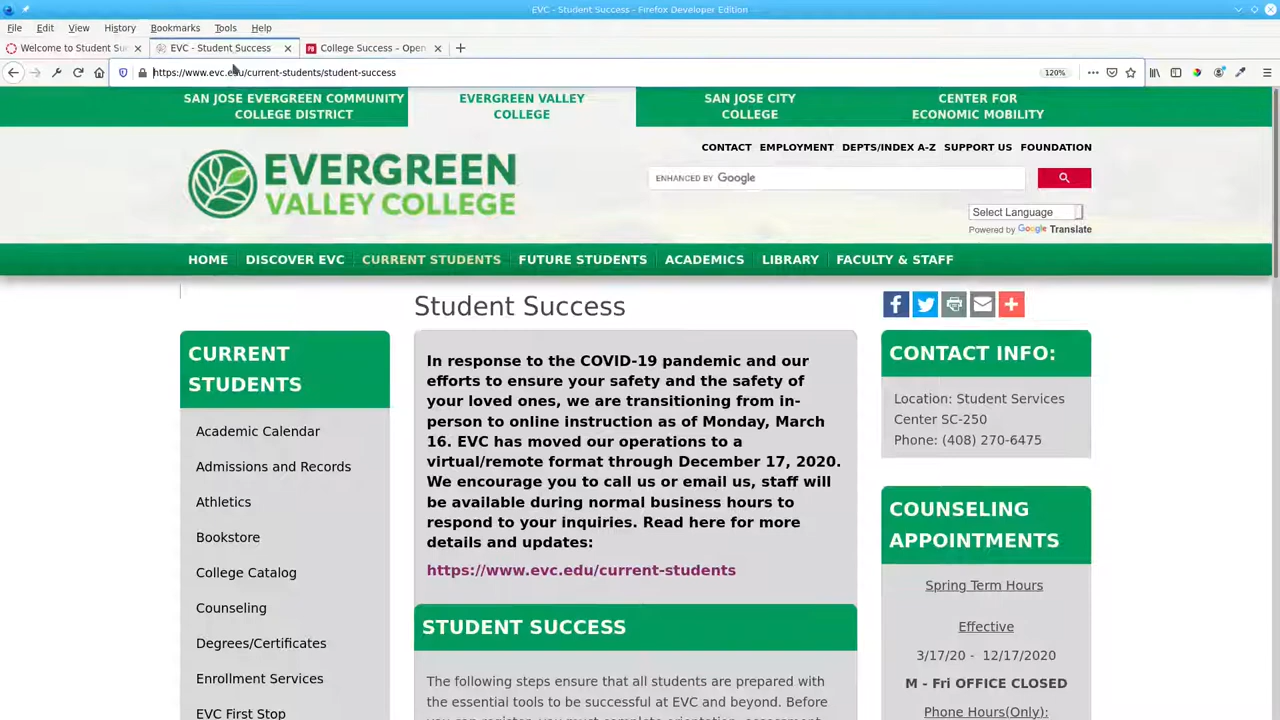 EVC - Student Success - Firefox Developer Edition
File Edit View History Bookmarks Tools Help
Welcome to Student Su
EVC - Student Success
College Success – Open
https://www.evc.edu/current-students/student-success
120%
SAN JOSE EVERGREEN COMMUNITY
COLLEGE DISTRICT
EVERGREEN VALLEY
COLLEGE
SAN JOSE CITY
COLLEGE
CENTER FOR
ECONOMIC MOBILITY
CONTACT EMPLOYMENT DEPTS/INDEX A-Z SUPPORT US FOUNDATION
EVERGREEN
VALLEY COLLEGE
ENHANCED BY Google
Select Language
Powered by Google Translate
HOME DISCOVER EVC CURRENT STUDENTS FUTURE STUDENTS ACADEMICS LIBRARY FACULTY & STAFF
CURRENT
STUDENTS
Academic Calendar
Admissions and Records
Athletics
Bookstore
College Catalog
Counseling
Degrees/Certificates
Enrollment Services
EVC First Stop
Student Success
In response to the COVID-19 pandemic and our
efforts to ensure your safety and the safety of
your loved ones, we are transitioning from in-
person to online instruction as of Monday, March
16. EVC has moved our operations to a
virtual/remote format through December 17, 2020.
We encourage you to call us or email us, staff will
be available during normal business hours to
respond to your inquiries. Read here for more
details and updates:
https://www.evc.edu/current-students
STUDENT SUCCESS
The following steps ensure that all students are prepared with
the essential tools to be successful at EVC and beyond. Before
you can register, you must complete orientation, assessment
CONTACT INFO:
Location: Student Services
Center SC-250
Phone: (408) 270-6475
COUNSELING
APPOINTMENTS
Spring Term Hours
Effective
3/17/20 - 12/17/2020
M - Fri OFFICE CLOSED
Phone Hours(Only):